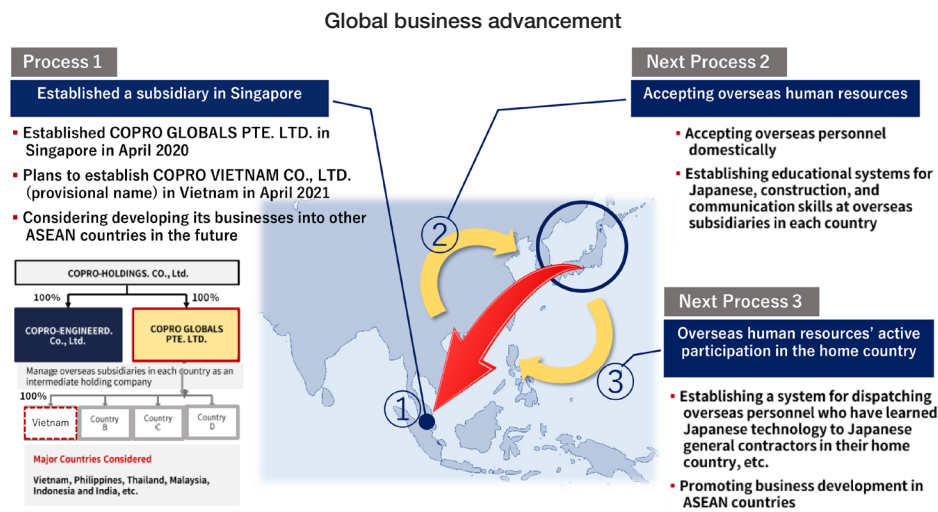 Global business advancement
Process 1
Established a subsidiary in Singapore
▪ Established COPRO GLOBALS PTE. LTD. in
Singapore in April 2020
▪ Plans to establish COPRO VIETNAM CO., LTD.
(provisional name) in Vietnam in April 2021
▪ Considering developing its businesses into other
ASEAN countries in the future
COPRO-HOLDINGS. CO., Ltd.
100%
100%
COPRO-ENGINEERD.
Co., Ltd.
COPRO GLOBALS
PTE. LTD.
Manage overseas subsidiaries in each country as an
intermediate holding company
100%
Vietnam
Country
B
Country
C
Country
D
Major Countries Considered
Vietnam, Philippines, Thailand, Malaysia,
Indonesia and India, etc.
1
2
3
Next Process 2
Accepting overseas human resources
▪ Accepting overseas personnel
domestically
▪ Establishing educational systems for
Japanese, construction, and
communication skills at overseas
subsidiaries in each country
Next Process 3
Overseas human resources' active
participation in the home country
▪ Establishing a system for dispatching
overseas personnel who have learned
Japanese technology to Japanese
general contractors in their home
country, etc.
▪ Promoting business development in
ASEAN countries